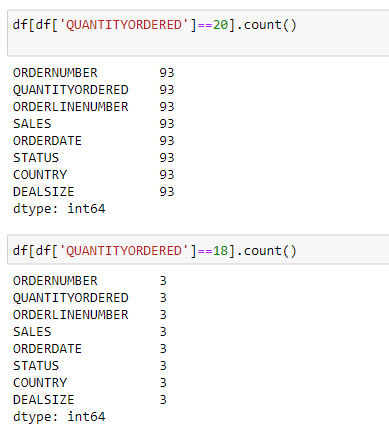 df[df['QUANTITYORDERED']==20].count()
ORDERNUMBER 93
QUANTITYORDERED 93
ORDERLINENUMBER 93
SALES 93
ORDERDATE 93
STATUS 93
COUNTRY 93
DEALSIZE 93
dtype: int64
df[df['QUANTITYORDERED']==18].count()
ORDERNUMBER 3
QUANTITYORDERED 3
ORDERLINENUMBER 3
SALES 3
ORDERDATE 3
STATUS 3
COUNTRY 3
DEALSIZE 3
dtype: int64